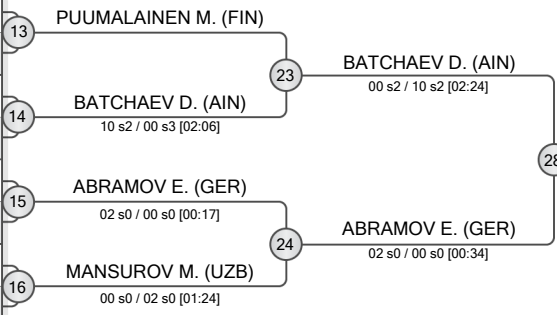 PUUMALAINEN M. (FIN)
13
23
BATCHAEV D. (AIN)
00 s2 / 10 s2 [02:24]
14
BATCHAEV D. (AIN)
10 s2 / 00 s3 [02:06]
28
15
ABRAMOV E. (GER)
02 s0 / 00 s0 [00:17]
24
ABRAMOV E. (GER)
02 s0 / 00 s0 [00:34]
16
MANSUROV M. (UZB)
00 s0 / 02 s0 [01:24]